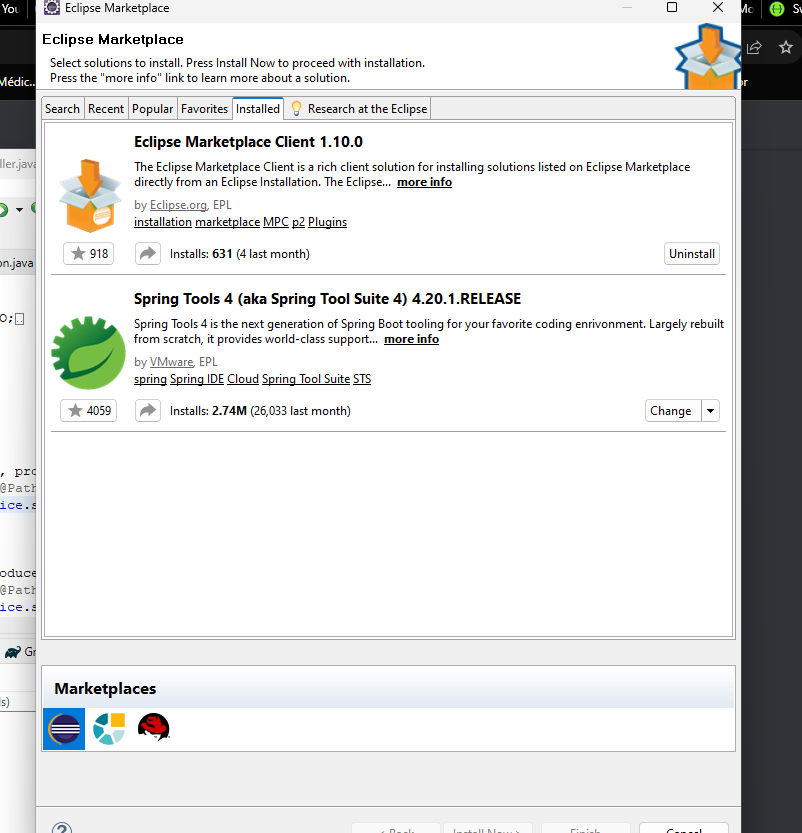 You
Eclipse Marketplace
Mc
Sv
Eclipse Marketplace
Select solutions to install. Press Install Now to proceed with installation.
Press the "more info" link to learn more about a solution.
Médic...
or
Search
Recent
Popular
Favorites
Installed
Research at the Eclipse
Eclipse Marketplace Client 1.10.0
The Eclipse Marketplace Client is a rich client solution for installing solutions listed on Eclipse Marketplace
directly from an Eclipse Installation. The Eclipse... more info
by Eclipse.org, EPL
installation marketplace MPC p2 Plugins
918
Installs: 631 (4 last month)
Uninstall
Spring Tools 4 (aka Spring Tool Suite 4) 4.20.1.RELEASE
Spring Tools 4 is the next generation of Spring Boot tooling for your favorite coding enrivonment. Largely rebuilt
from scratch, it provides world-class support... more info
by VMware, EPL
spring Spring IDE Cloud Spring Tool Suite STS
4059
Installs: 2.74M (26,033 last month)
Change
ller.java
on.java
O;
, pro
@Path
ice.s
oduce
@Path
ice.s
Gr
s)
Marketplaces
?
< Back
Install Now >
Finish
Cancel